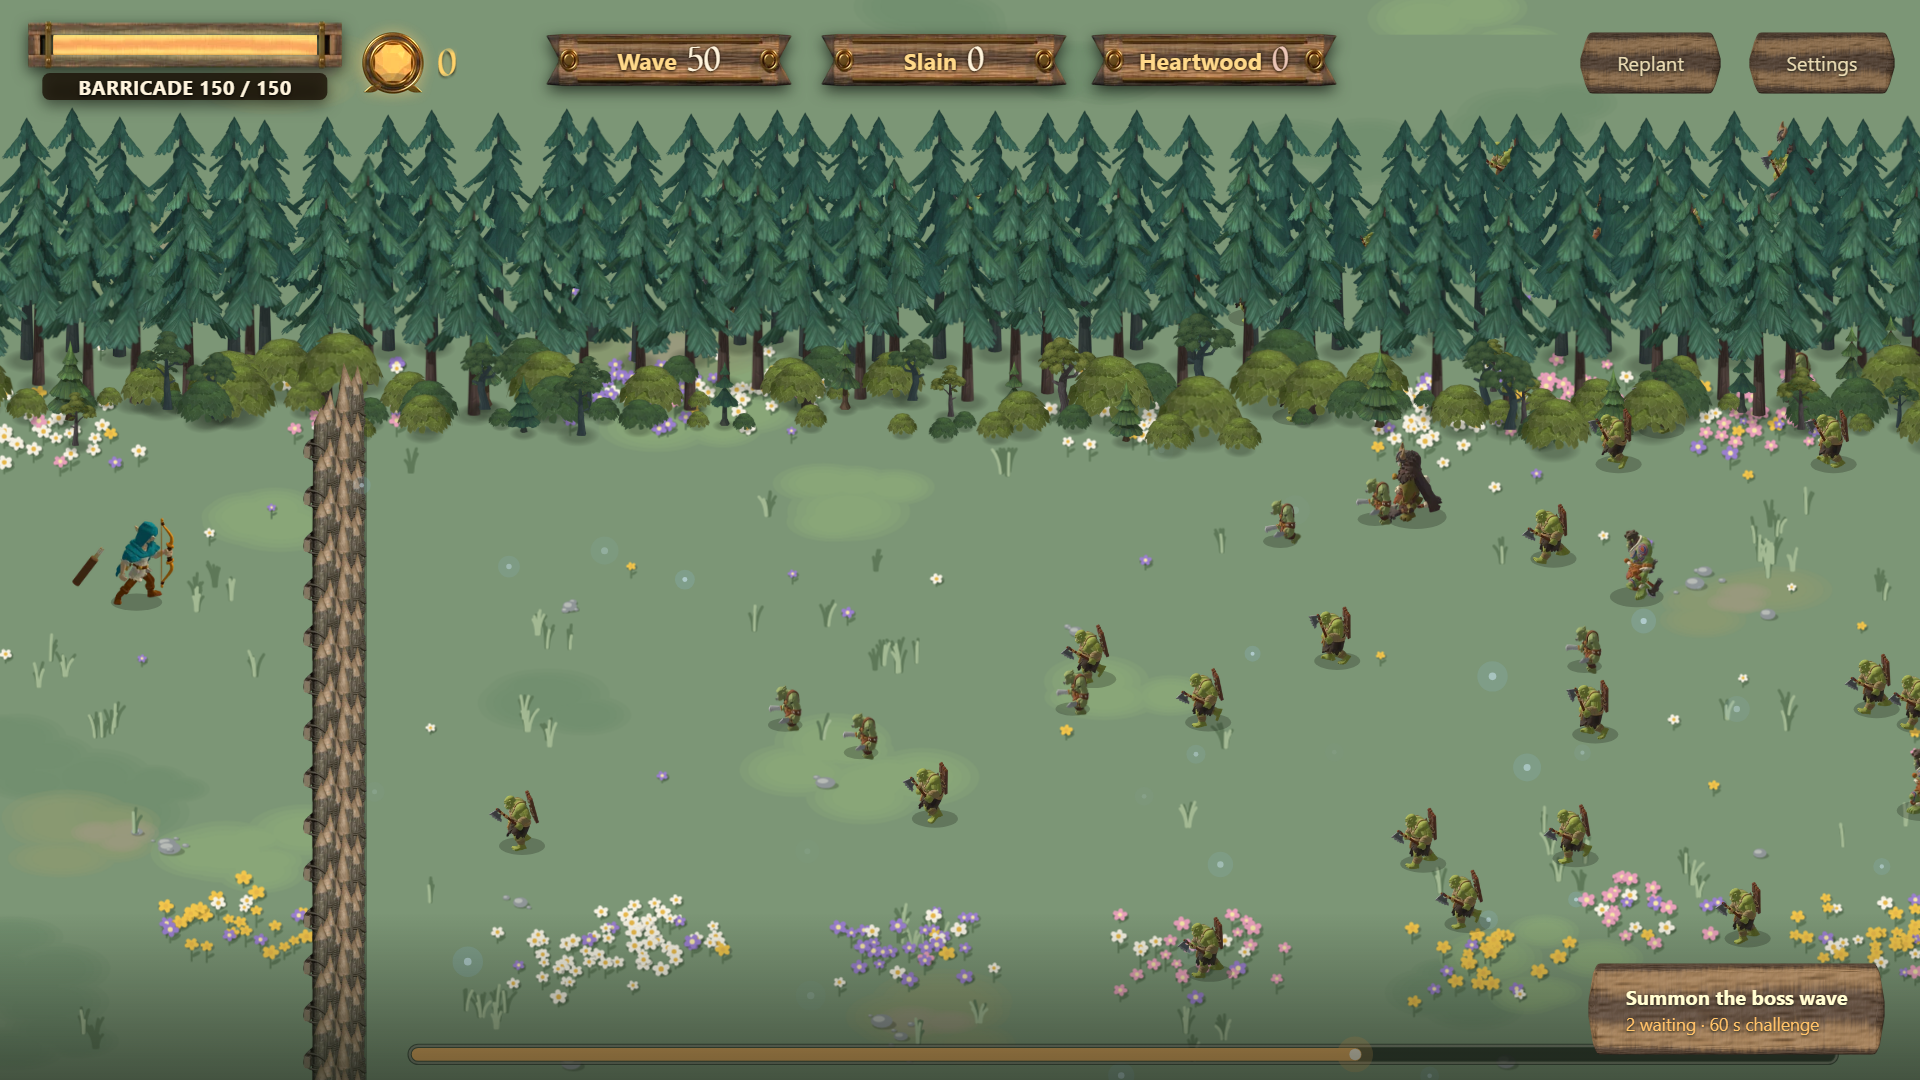 BARRICADE 150 / 150
0
Wave 50
Slain 0
Heartwood 0
Replant
Settings
Summon the boss wave
2 waiting · 60 s challenge